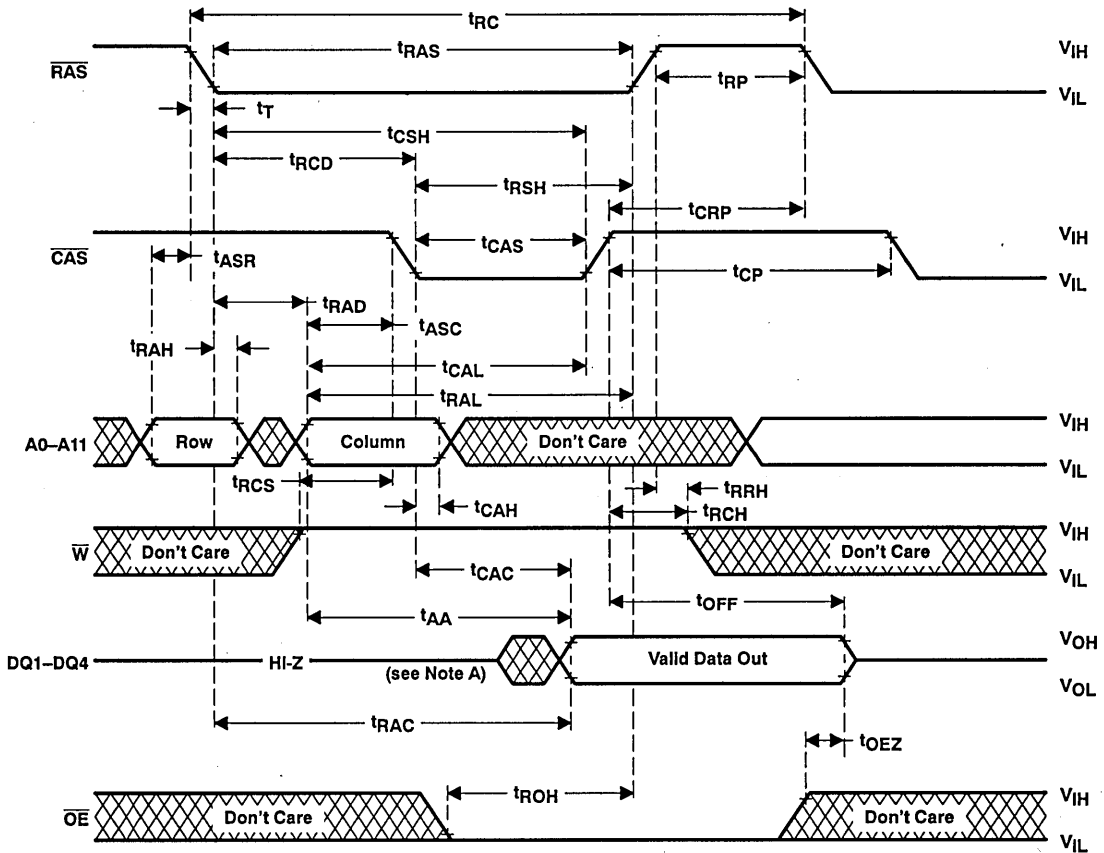 tRC
RAS
tRAS
VIH
tRP
VIL
tT
tCSH
tRCD
tRSH
tCRP
CAS
tASR
tCAS
VIH
tCP
VIL
tRAD
tASC
tRAH
tCAL
tRAL
A0–A11
Row
Column
Don't Care
VIH
VIL
tRCS
tCAH
tRRH
tRCH
W
Don't Care
Don't Care
VIH
VIL
tCAC
tOFF
tAA
DQ1–DQ4
HI-Z
(see Note A)
Valid Data Out
VOH
VOL
tRAC
tOEZ
tROH
OE
Don't Care
Don't Care
VIH
VIL